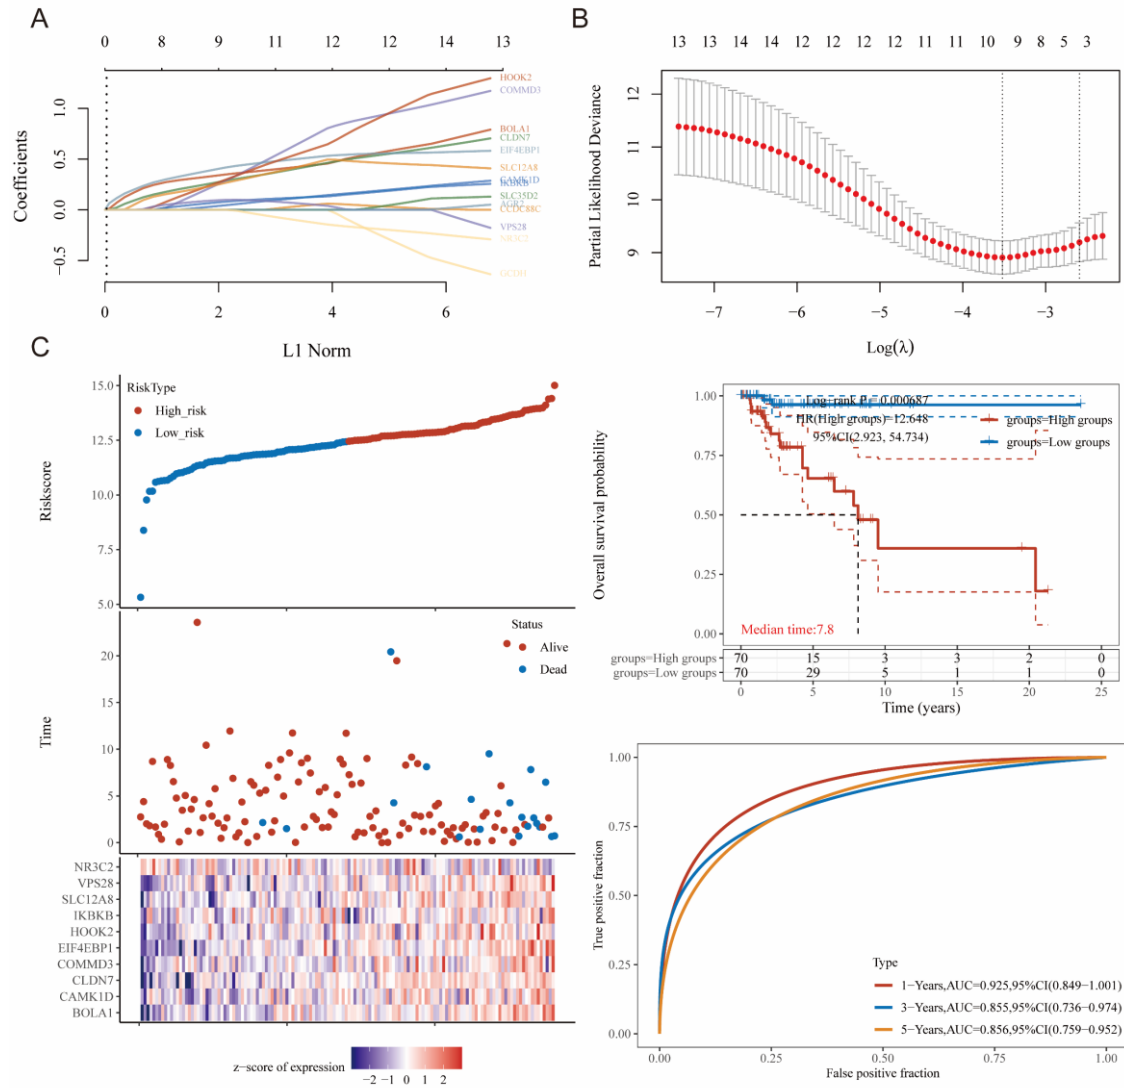 A
0 8 9 11 12 12 14 13
Coefficients
1.0
0.5
0.0
−0.5
HOOK2
COMMD3
BOLA1
CLDN7
EIF4EBP1
SLC12A8
CAMK1D
IKBKB
SLC35D2
AGR2
CCDC88C
VPS28
NR3C2
0 2 4 6
L1 Norm
B
13 13 14 14 12 12 12 12 11 11 10 9 8 5 3
Partial Likelihood Deviance
12
11
10
9
−7 −6 −5 −4 −3
Log(λ)
C
Riskscore
15.0
12.5
10.0
7.5
5.0
RiskType
High_risk
Low_risk
Time
20
15
10
5
0
Status
Alive
Dead
NR3C2
VPS28
SLC12A8
IKBKB
HOOK2
EIF4EBP1
COMMD3
CLDN7
CAMK1D
BOLA1
z−score of expression
−2 −1 0 1 2
Overall survival probability
1.00
0.75
0.50
0.25
0.00
Log−rank P = 0.000687
HR(High groups)=12.648
95%CI(2.923, 54.734)
groups=High groups
groups=Low groups
Median time:7.8
groups=High groups 70 15 3 3 2 0
groups=Low groups 70 29 5 1 1 0
0 5 10 15 20 25
Time (years)
True positive fraction
1.00
0.75
0.50
0.25
0.00
Type
1−Years,AUC=0.925,95%CI(0.849−1.001)
3−Years,AUC=0.855,95%CI(0.736−0.974)
5−Years,AUC=0.856,95%CI(0.759−0.952)
0.00 0.25 0.50 0.75 1.00
False positive fraction